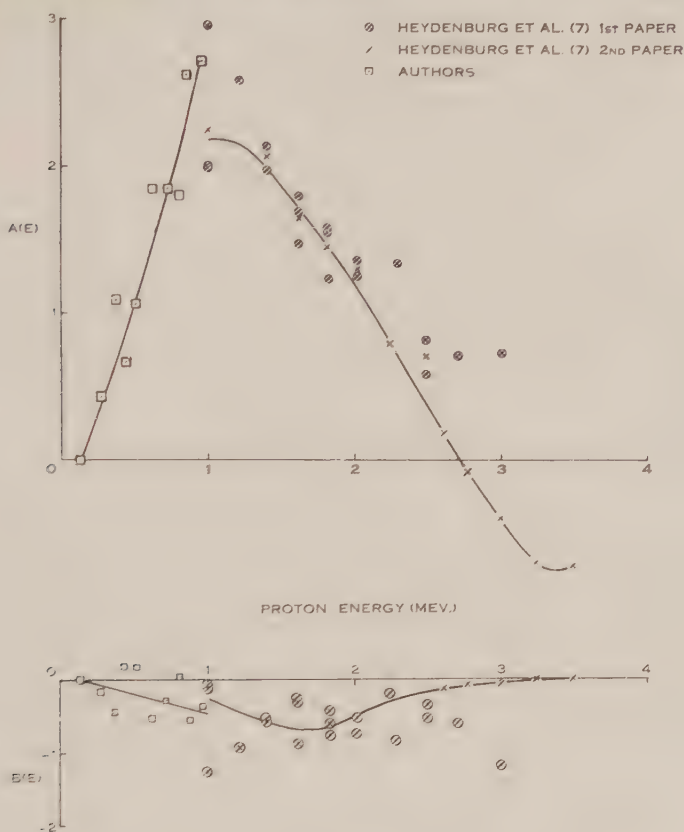 3
HEYDENBURG ET AL. (7) 1ST PAPER
HEYDENBURG ET AL. (7) 2ND PAPER
AUTHORS
2
A(E)
1
0
0 1 2 3 4
PROTON ENERGY (MEV.)
0
1 2 3 4
-1
B(E)
-2